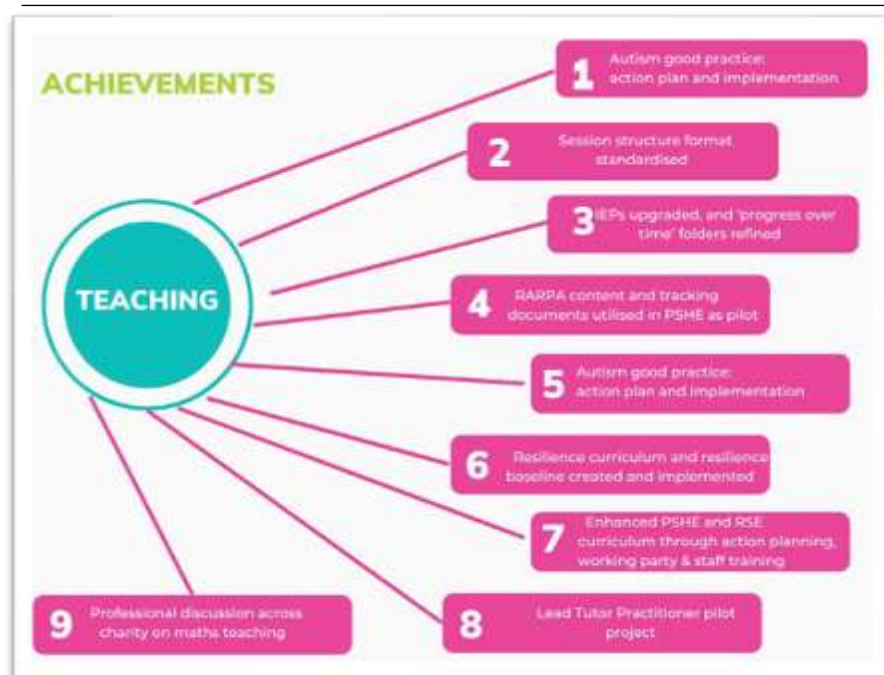 ACHIEVEMENTS
TEACHING
1
Autism good practice:
action plan and implementation
2
Session structure format
standardised
3
IEPs upgraded, and 'progress over
time' folders refined
4
RARPA content and tracking
documents utilised in PSHE as pilot
5
Autism good practice:
action plan and implementation
6
Resilience curriculum and resilience
baseline created and implemented
7
Enhanced PSHE and RSE
curriculum through action planning,
working party & staff training
8
Lead Tutor Practitioner pilot
project
9
Professional discussion across
charity on maths teaching